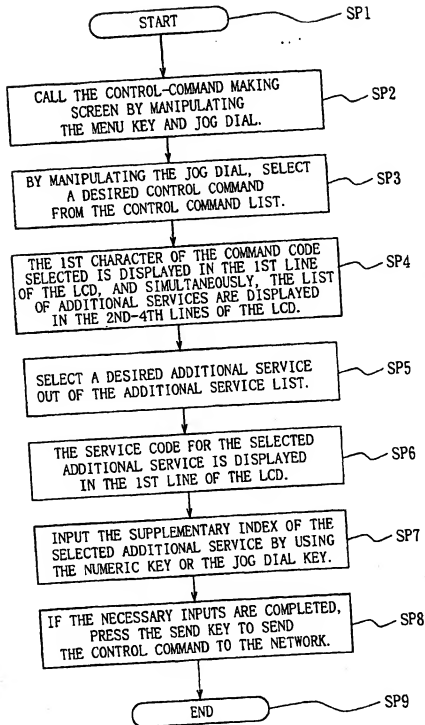 START
SP1
CALL THE CONTROL-COMMAND MAKING
SCREEN BY MANIPULATING
THE MENU KEY AND JOG DIAL.
SP2
BY MANIPULATING THE JOG DIAL, SELECT
A DESIRED CONTROL COMMAND
FROM THE CONTROL COMMAND LIST.
SP3
THE 1ST CHARACTER OF THE COMMAND CODE
SELECTED IS DISPLAYED IN THE 1ST LINE
OF THE LCD, AND SIMULTANEOUSLY, THE LIST
OF ADDITIONAL SERVICES ARE DISPLAYED
IN THE 2ND-4TH LINES OF THE LCD.
SP4
SELECT A DESIRED ADDITIONAL SERVICE
OUT OF THE ADDITIONAL SERVICE LIST.
SP5
THE SERVICE CODE FOR THE SELECTED
ADDITIONAL SERVICE IS DISPLAYED
IN THE 1ST LINE OF THE LCD.
SP6
INPUT THE SUPPLEMENTARY INDEX OF THE
SELECTED ADDITIONAL SERVICE BY USING
THE NUMERIC KEY OR THE JOG DIAL KEY.
SP7
IF THE NECESSARY INPUTS ARE COMPLETED,
PRESS THE SEND KEY TO SEND
THE CONTROL COMMAND TO THE NETWORK.
SP8
END
SP9